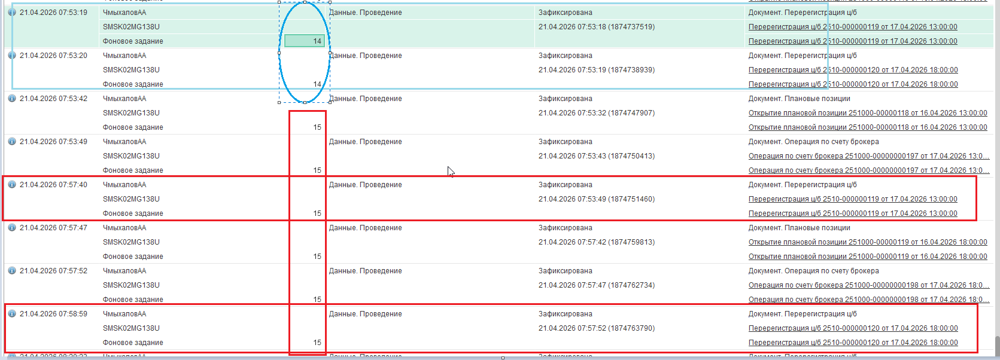 21.04.2026 07:53:19 ЧмыхаловАА Данные. Проведение Зафиксирована Документ. Перерегистрация ц/б
SMSK02MG138U 21.04.2026 07:53:18 (1874737519) Перерегистрация ц/б 2510-000000119 от 17.04.2026 13:00:00
Фоновое задание 14 Перерегистрация ц/б 2510-000000119 от 17.04.2026 13:00:00
21.04.2026 07:53:20 ЧмыхаловАА Данные. Проведение Зафиксирована Документ. Перерегистрация ц/б
SMSK02MG138U 21.04.2026 07:53:19 (1874738939) Перерегистрация ц/б 2510-000000120 от 17.04.2026 18:00:00
Фоновое задание 14 Перерегистрация ц/б 2510-000000120 от 17.04.2026 18:00:00
21.04.2026 07:53:42 ЧмыхаловАА Данные. Проведение Зафиксирована Документ. Плановые позиции
SMSK02MG138U 21.04.2026 07:53:32 (1874747907) Открытие плановой позиции 251000-00000118 от 16.04.2026 13:00:00
Фоновое задание 15 Открытие плановой позиции 251000-00000118 от 16.04.2026 13:00:00
21.04.2026 07:53:49 ЧмыхаловАА Данные. Проведение Зафиксирована Документ. Операция по счету брокера
SMSK02MG138U 21.04.2026 07:53:43 (1874750413) Операция по счету брокера 251000-00000000197 от 17.04.2026 13:0...
Фоновое задание 15 Операция по счету брокера 251000-00000000197 от 17.04.2026 13:0...
21.04.2026 07:57:40 ЧмыхаловАА Данные. Проведение Зафиксирована Документ. Перерегистрация ц/б
SMSK02MG138U 21.04.2026 07:53:49 (1874751460) Перерегистрация ц/б 2510-000000119 от 17.04.2026 13:00:00
Фоновое задание 15 Перерегистрация ц/б 2510-000000119 от 17.04.2026 13:00:00
21.04.2026 07:57:47 ЧмыхаловАА Данные. Проведение Зафиксирована Документ. Плановые позиции
SMSK02MG138U 21.04.2026 07:57:42 (1874759813) Открытие плановой позиции 251000-00000119 от 16.04.2026 18:00:00
Фоновое задание 15 Открытие плановой позиции 251000-00000119 от 16.04.2026 18:00:00
21.04.2026 07:57:52 ЧмыхаловАА Данные. Проведение Зафиксирована Документ. Операция по счету брокера
SMSK02MG138U 21.04.2026 07:57:47 (1874762734) Операция по счету брокера 251000-00000000198 от 17.04.2026 18:0...
Фоновое задание 15 Операция по счету брокера 251000-00000000198 от 17.04.2026 18:0...
21.04.2026 07:58:59 ЧмыхаловАА Данные. Проведение Зафиксирована Документ. Перерегистрация ц/б
SMSK02MG138U 21.04.2026 07:57:52 (1874763790) Перерегистрация ц/б 2510-000000120 от 17.04.2026 18:00:00
Фоновое задание 15 Перерегистрация ц/б 2510-000000120 от 17.04.2026 18:00:00